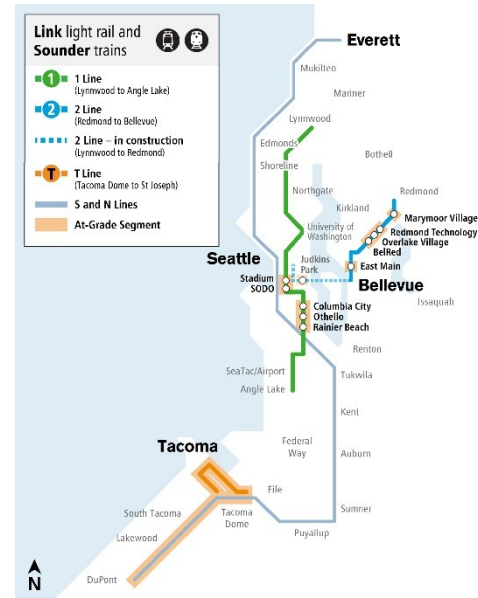 Link light rail and
Sounder trains
1
1 Line
(Lynnwood to Angle Lake)
2
2 Line
(Redmond to Bellevue)
2 Line – in construction
(Lynnwood to Redmond)
T
T Line
(Tacoma Dome to St Joseph)
S and N Lines
At-Grade Segment
Everett
Mukilteo
Mariner
Lynnwood
Edmonds
Bothell
Shoreline
Northgate
Redmond
Kirkland
Marymoor Village
University of
Washington
Redmond Technology
Overlake Village
BelRed
Seattle
Judkins
Park
East Main
Stadium
SODO
Bellevue
Issaquah
Columbia City
Othello
Rainier Beach
Renton
SeaTac/Airport
Tukwila
Angle Lake
Kent
Tacoma
Federal
Way
Auburn
Fife
South Tacoma
Tacoma
Dome
Sumner
Lakewood
Puyallup
DuPont
N